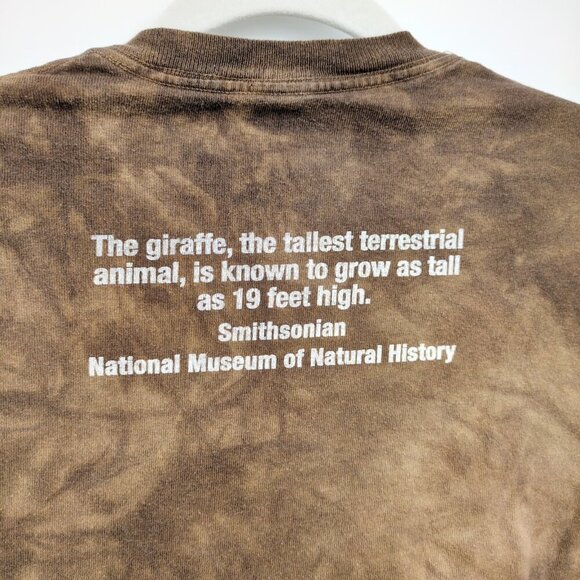 The giraffe, the tallest terrestrial
animal, is known to grow as tall
as 19 feet high.
Smithsonian
National Museum of Natural History